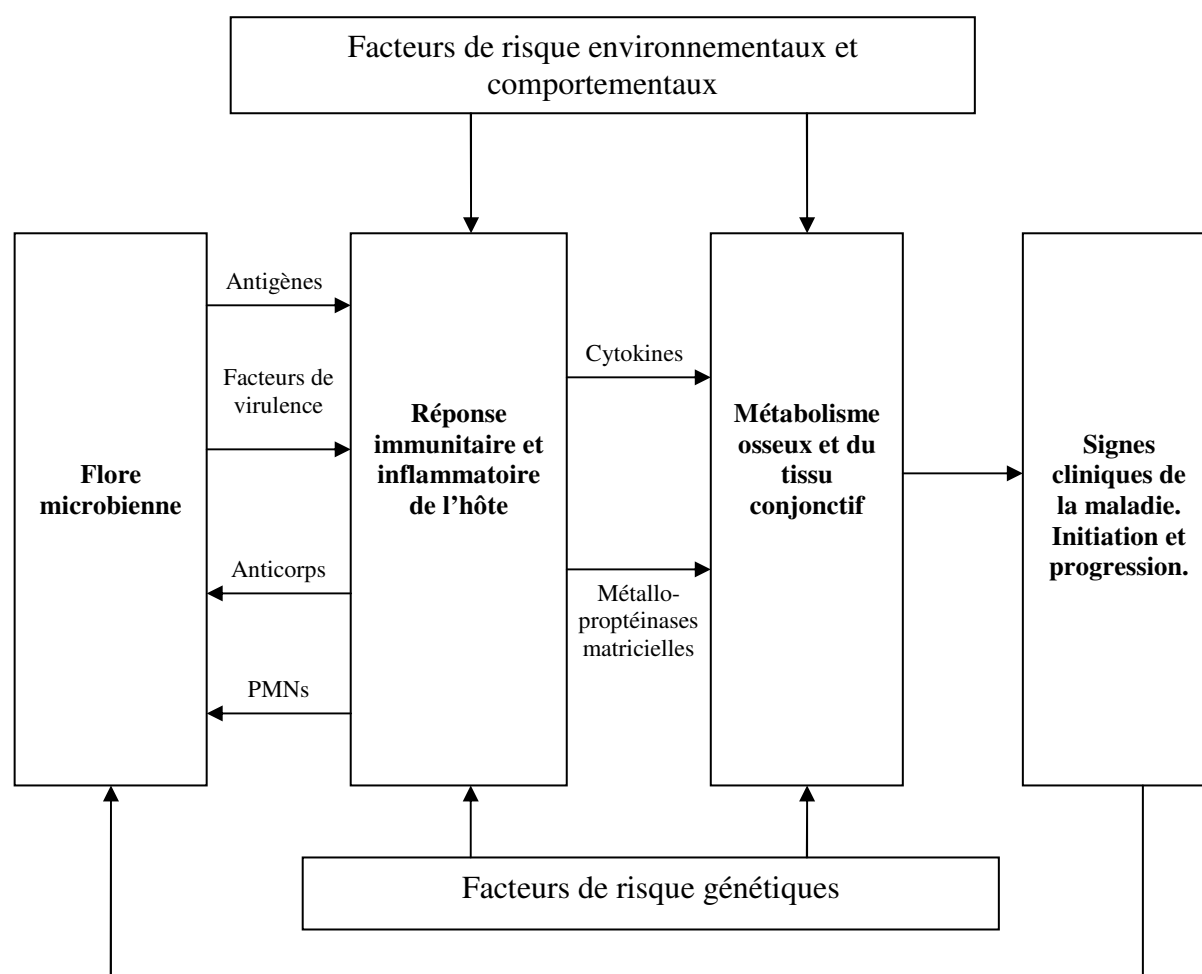 Facteurs de risque environnementaux et
comportementaux
Antigènes
Facteurs de
virulence
Flore
microbienne
Anticorps
PMNs
Réponse
immunitaire et
inflammatoire
de l’hôte
Cytokines
Métallo-
proptéinases
matricielles
Métabolisme
osseux et du
tissu
conjonctif
Signes
cliniques de
la maladie.
Initiation et
progression.
Facteurs de risque génétiques